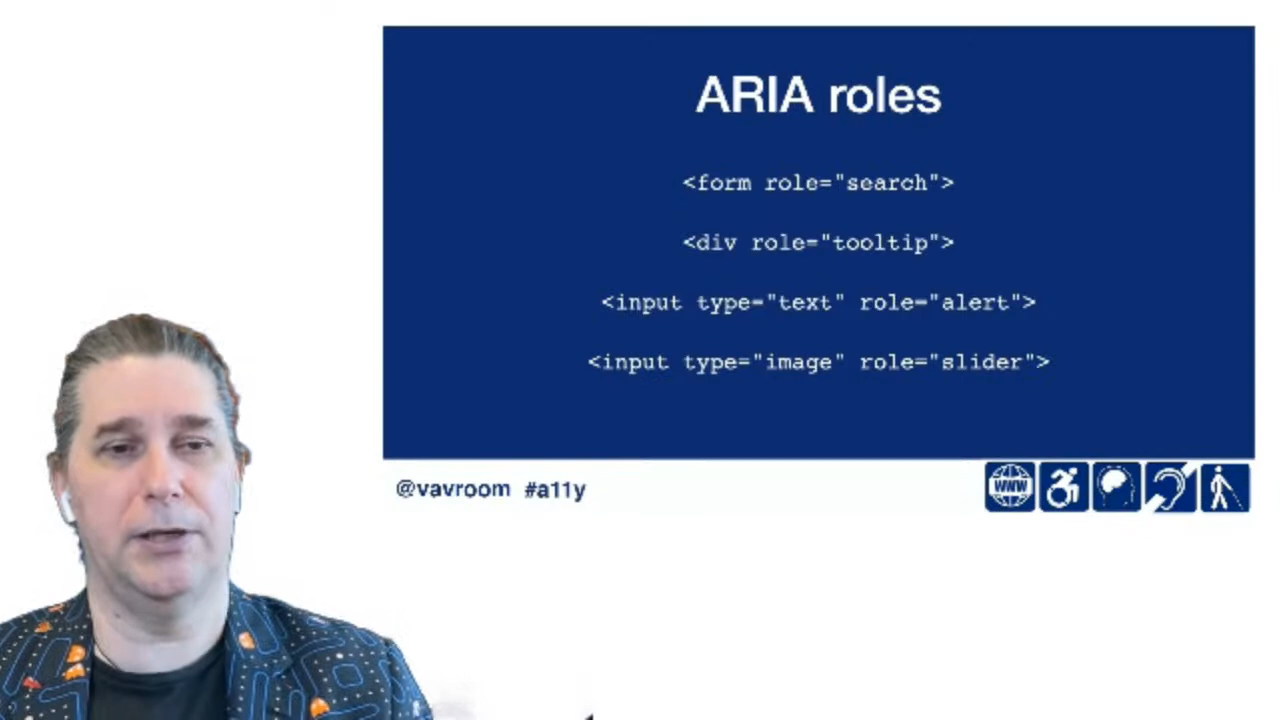 ARIA roles
<form role="search">
<div role="tooltip">
<input type="text" role="alert">
<input type="image" role="slider">
@vavroom #a11y
WWW